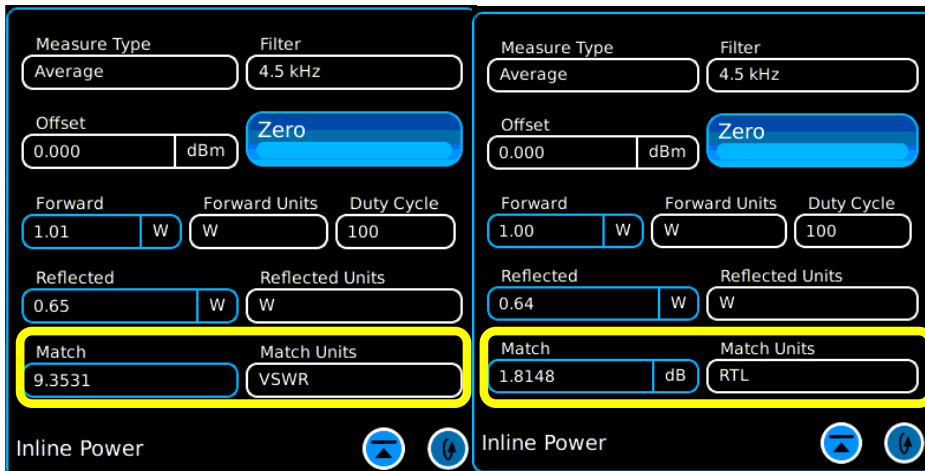 Measure Type Filter
Average 4.5 kHz
Offset
0.000 dBm Zero
Forward Forward Units Duty Cycle
1.01 W W 100
Reflected Reflected Units
0.65 W W
Match Match Units
9.3531 VSWR
Inline Power
Measure Type Filter
Average 4.5 kHz
Offset
0.000 dBm Zero
Forward Forward Units Duty Cycle
1.00 W W 100
Reflected Reflected Units
0.64 W W
Match Match Units
1.8148 dB RTL
Inline Power